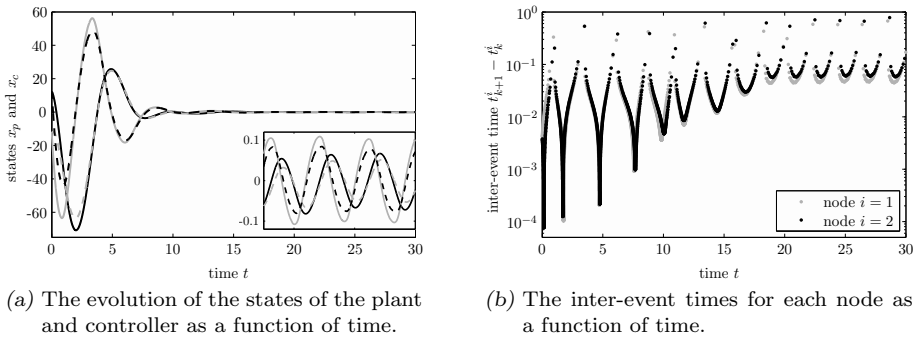 60
40
20
0
-20
-40
-60
states x_p and x_c
0.1
0
-0.1
0 5 10 15 20 25 30
time t
(a) The evolution of the states of the plant
and controller as a function of time.
10^0
10^{-1}
10^{-2}
10^{-3}
10^{-4}
inter-event time t^i_{k+1} − t^i_k
node i = 1
node i = 2
0 5 10 15 20 25 30
time t
(b) The inter-event times for each node as
a function of time.